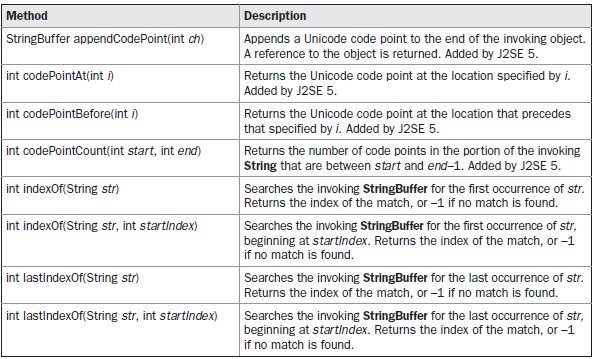 Method Description
StringBuffer appendCodePoint(int ch) Appends a Unicode code point to the end of the invoking object.
A reference to the object is returned. Added by J2SE 5.
int codePointAt(int i) Returns the Unicode code point at the location specified by i.
Added by J2SE 5.
int codePointBefore(int i) Returns the Unicode code point at the location that precedes
that specified by i. Added by J2SE 5.
int codePointCount(int start, int end) Returns the number of code points in the portion of the invoking
String that are between start and end–1. Added by J2SE 5.
int indexOf(String str) Searches the invoking StringBuffer for the first occurrence of str.
Returns the index of the match, or –1 if no match is found.
int indexOf(String str, int startIndex) Searches the invoking StringBuffer for the first occurrence of str,
beginning at startIndex. Returns the index of the match, or –1
if no match is found.
int lastIndexOf(String str) Searches the invoking StringBuffer for the last occurrence of str.
Returns the index of the match, or –1 if no match is found.
int lastIndexOf(String str, int startIndex) Searches the invoking StringBuffer for the last occurrence of str,
beginning at startIndex. Returns the index of the match, or –1
if no match is found.